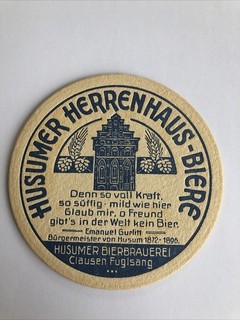 HUSUMER HERRENHAUS-BIERE
Denn so voll Kraft,
so süffig - mild wie hier
Glaub mir, o Freund
gibt's in der Welt kein Bier.
Emanuel Gurlitt
Bürgermeister von Husum 1872-1896.
HUSUMER BIERBRAUEREI
Clausen Fuglsang